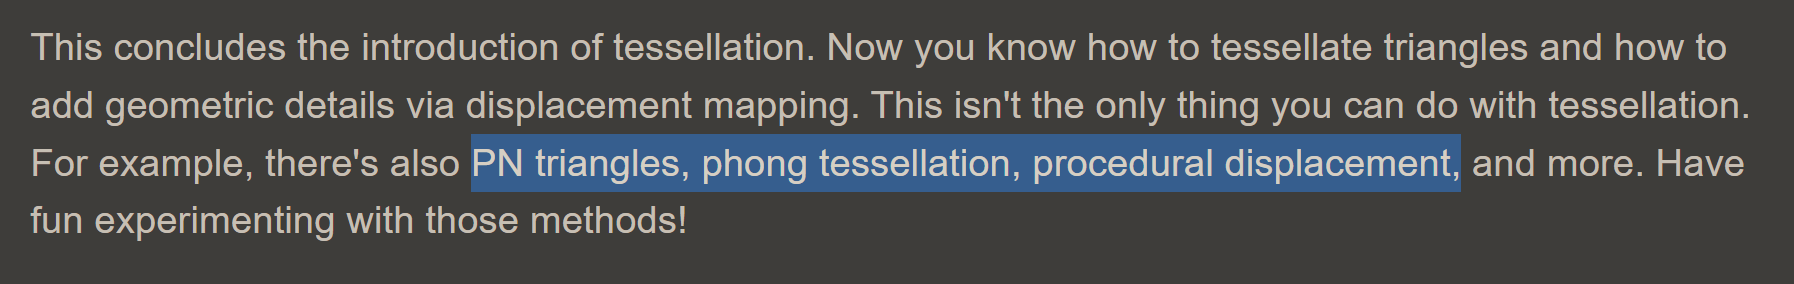 This concludes the introduction of tessellation. Now you know how to tessellate triangles and how to
add geometric details via displacement mapping. This isn't the only thing you can do with tessellation.
For example, there's also PN triangles, phong tessellation, procedural displacement, and more. Have
fun experimenting with those methods!